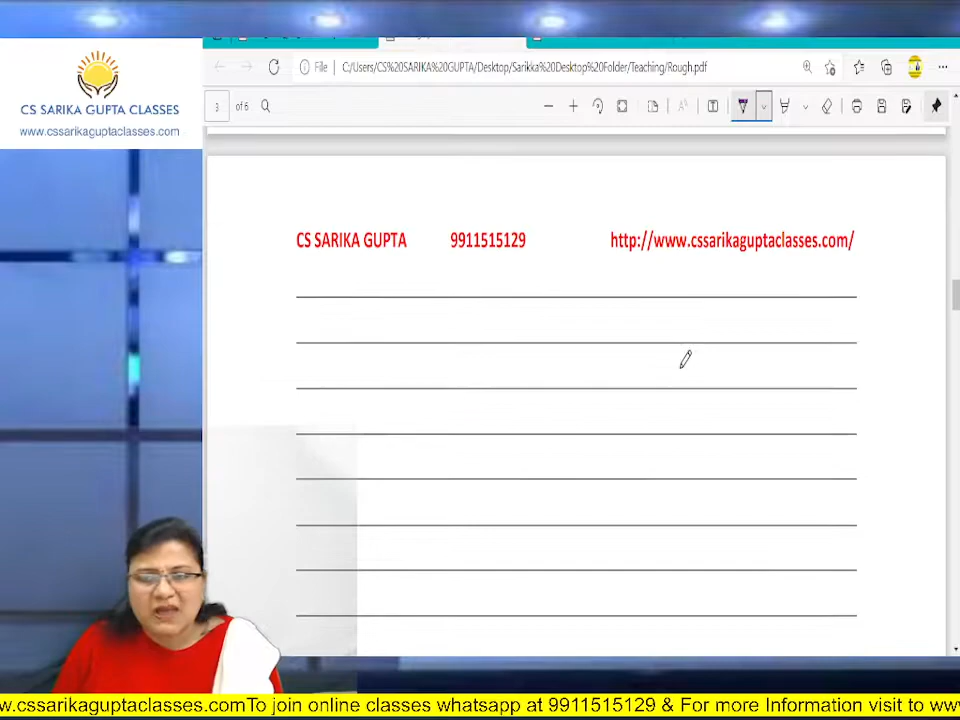 CS SARIKA GUPTA CLASSES
www.cssarikaguptaclasses.com
File
C:/Users/CS%20SARIKA%20GUPTA/Desktop/Sarikka%20Desktop%20Folder/Teaching/Rough.pdf
3 of 6
CS SARIKA GUPTA 9911515129 http://www.cssarikaguptaclasses.com/
w.cssarikaguptaclasses.comTo join online classes whatsapp at 9911515129 & For more Information visit to ww